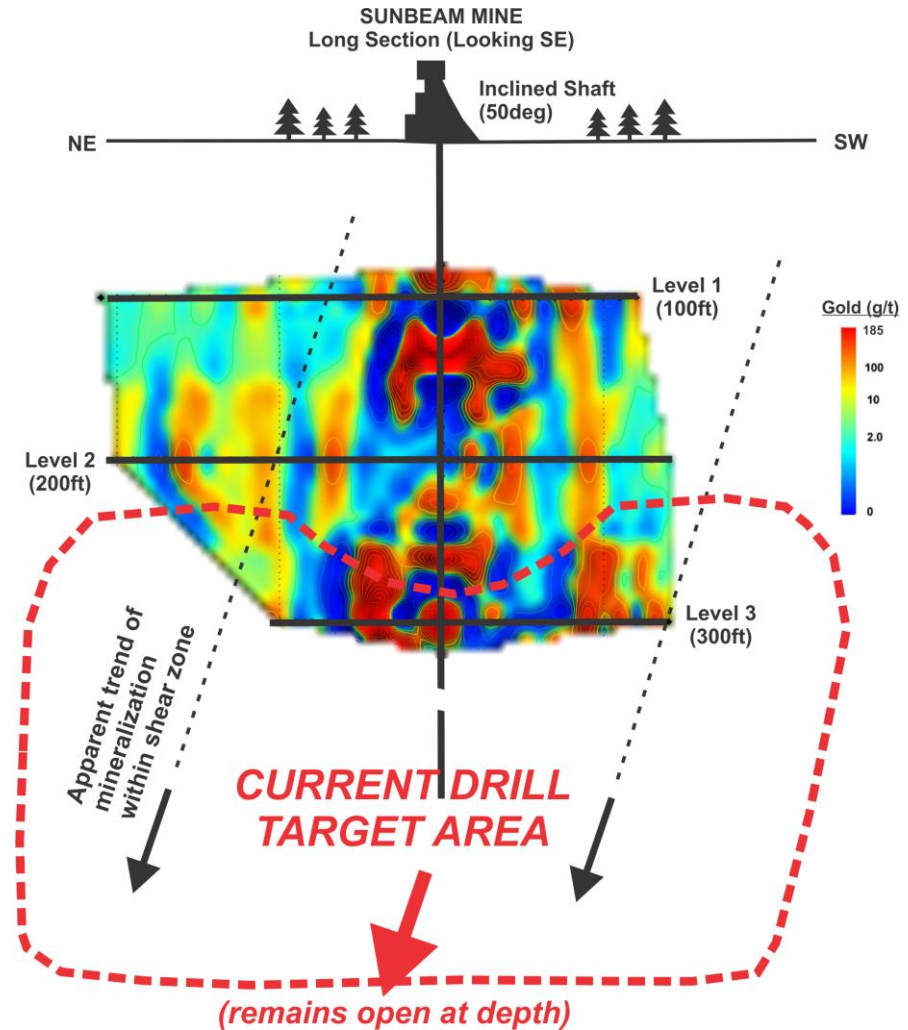 SUNBEAM MINE
Long Section (Looking SE)
Inclined Shaft
(50deg)
NE
SW
Level 1
(100ft)
Gold (g/t)
185
100
10
2.0
0
Level 2
(200ft)
Level 3
(300ft)
Apparent trend of
mineralization
within shear zone
CURRENT DRILL
TARGET AREA
(remains open at depth)